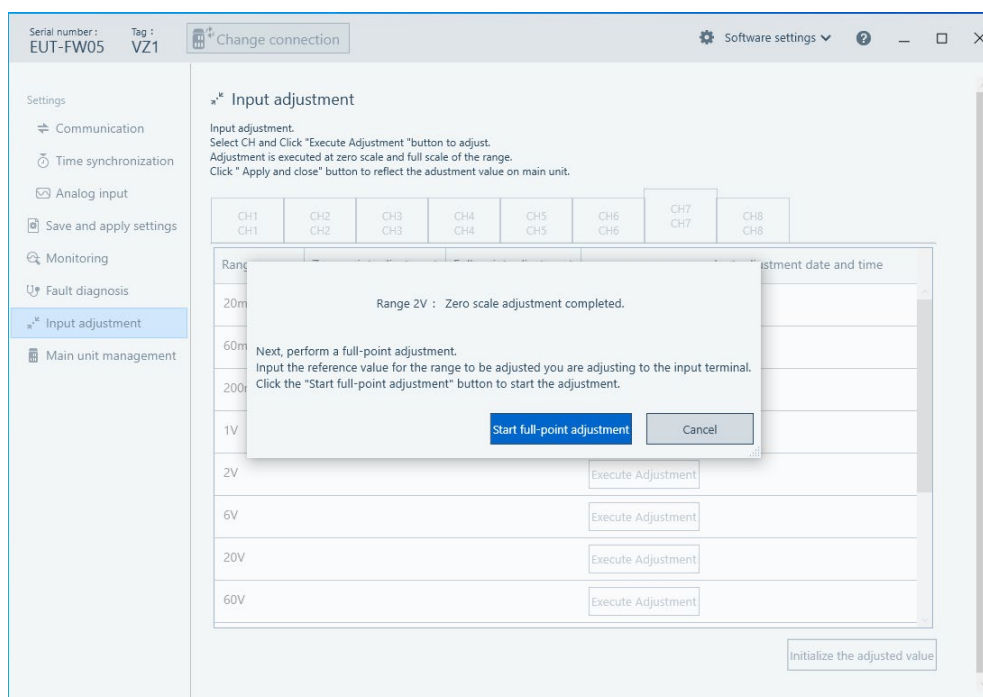 Serial number :
Tag :
EUT-FW05
VZ1
Change connection
Software settings
Settings
Communication
Time synchronization
Analog input
Save and apply settings
Monitoring
Fault diagnosis
Input adjustment
Main unit management
Input adjustment
Input adjustment.
Select CH and Click "Execute Adjustment "button to adjust.
Adjustment is executed at zero scale and full scale of the range.
Click " Apply and close" button to reflect the adustment value on main unit.
CH1
CH1
CH2
CH2
CH3
CH3
CH4
CH4
CH5
CH5
CH6
CH6
CH7
CH7
CH8
CH8
date and time
Range 2V : Zero scale adjustment completed.
Next, perform a full-point adjustment.
Input the reference value for the range to be adjusted you are adjusting to the input terminal.
Click the "Start full-point adjustment" button to start the adjustment.
Start full-point adjustment
Cancel
1V
2V
Execute Adjustment
6V
Execute Adjustment
20V
Execute Adjustment
60V
Execute Adjustment
Initialize the adjusted value